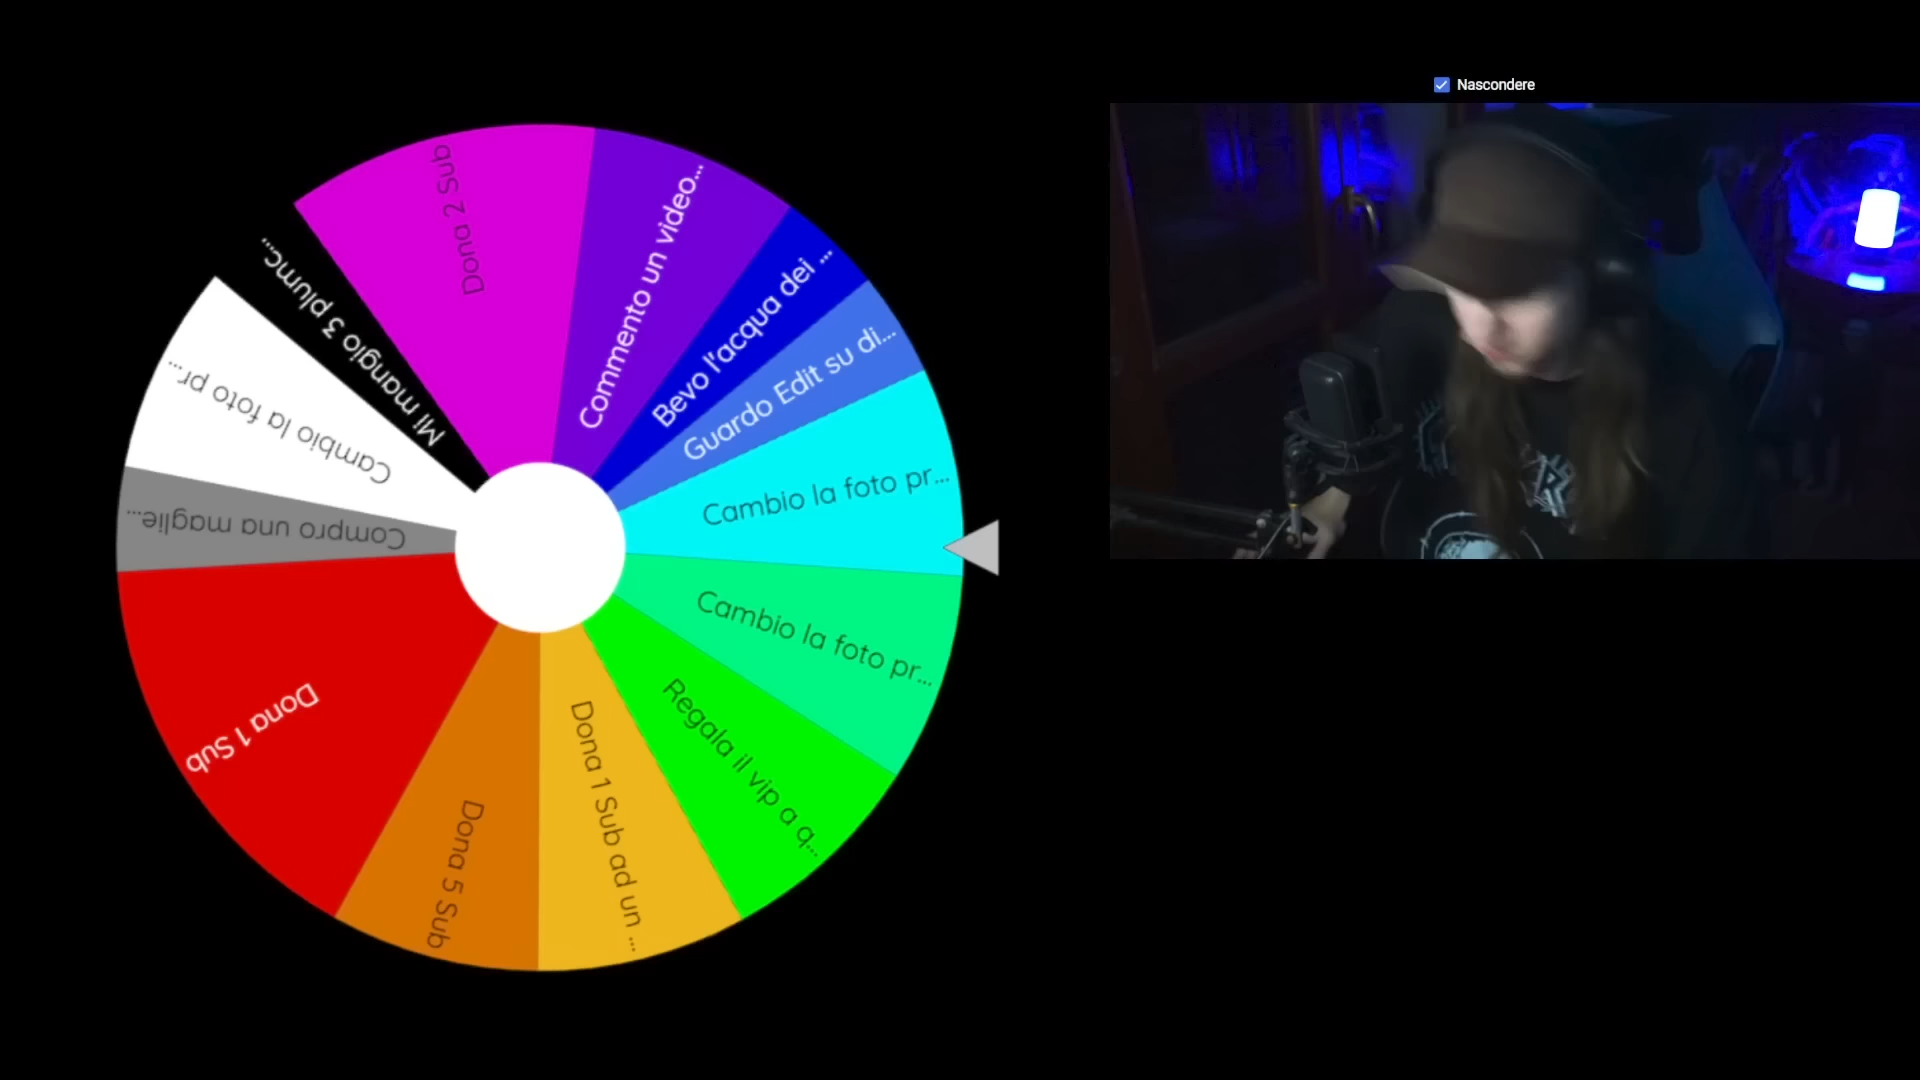 Nascondere
Dona 2 Sub
Commento un video...
Bevo l'acqua dei ...
Guardo Edit su di...
Cambio la foto pr...
Cambio la foto pr...
Regala il vip a q...
Dona 1 Sub ad un ...
Dona 5 Sub
Dona 1 Sub
Compro una maglie...
Cambio la foto pr...
Mi mangio 3 plumc...